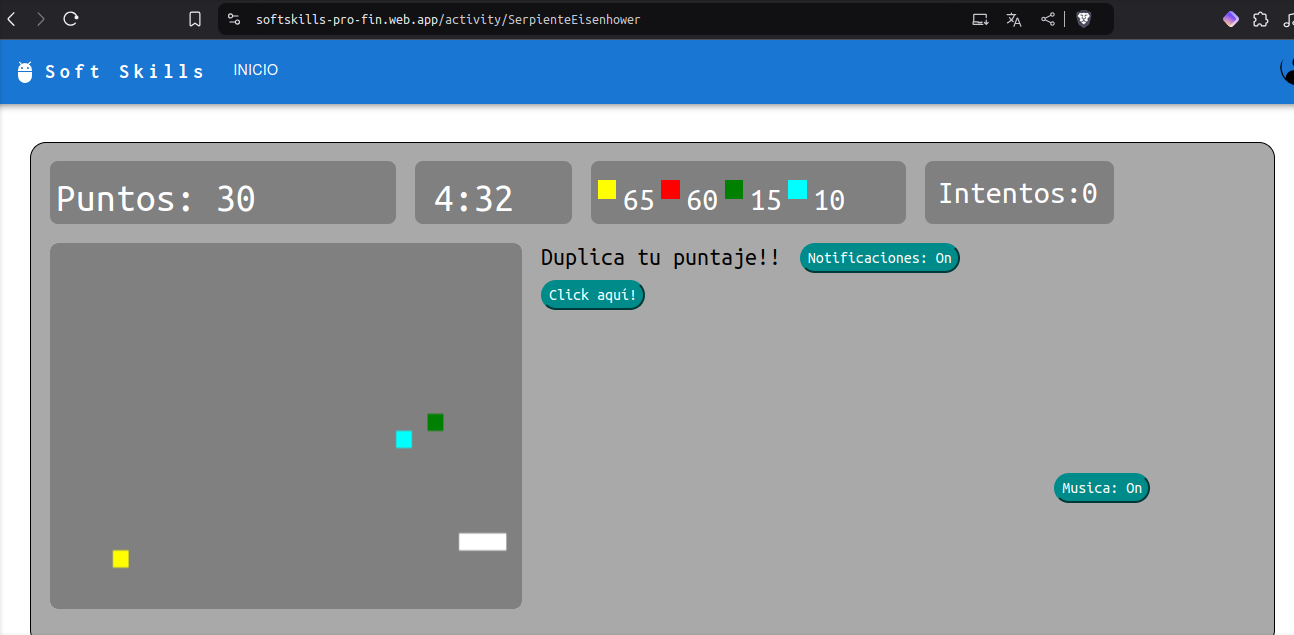 softskills-pro-fin.web.app/activity/SerpienteEisenhower
Soft Skills INICIO
Puntos: 30 4:32 65 60 15 10 Intentos:0
Duplica tu puntaje!! Notificaciones: On
Click aquí!
Musica: On